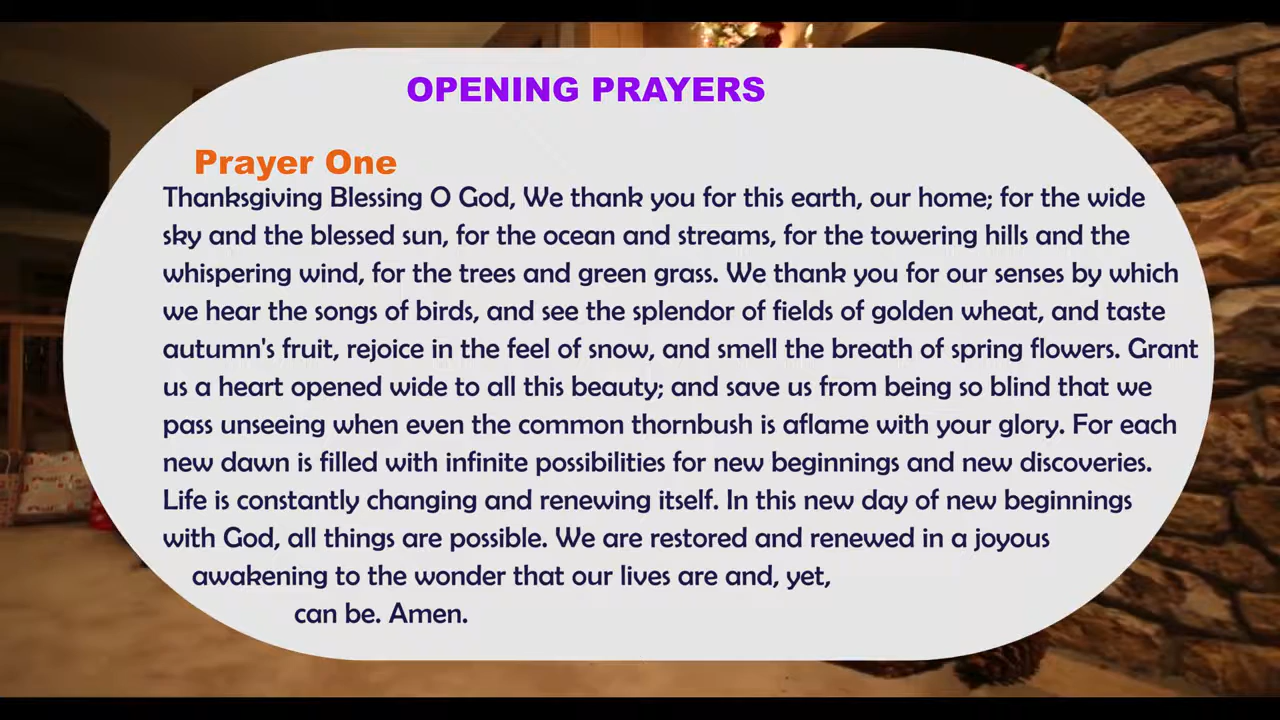 OPENING PRAYERS
Prayer One
Thanksgiving Blessing O God, We thank you for this earth, our home; for the wide
sky and the blessed sun, for the ocean and streams, for the towering hills and the
whispering wind, for the trees and green grass. We thank you for our senses by which
we hear the songs of birds, and see the splendor of fields of golden wheat, and taste
autumn's fruit, rejoice in the feel of snow, and smell the breath of spring flowers. Grant
us a heart opened wide to all this beauty; and save us from being so blind that we
pass unseeing when even the common thornbush is aflame with your glory. For each
new dawn is filled with infinite possibilities for new beginnings and new discoveries.
Life is constantly changing and renewing itself. In this new day of new beginnings
with God, all things are possible. We are restored and renewed in a joyous
awakening to the wonder that our lives are and, yet,
can be. Amen.